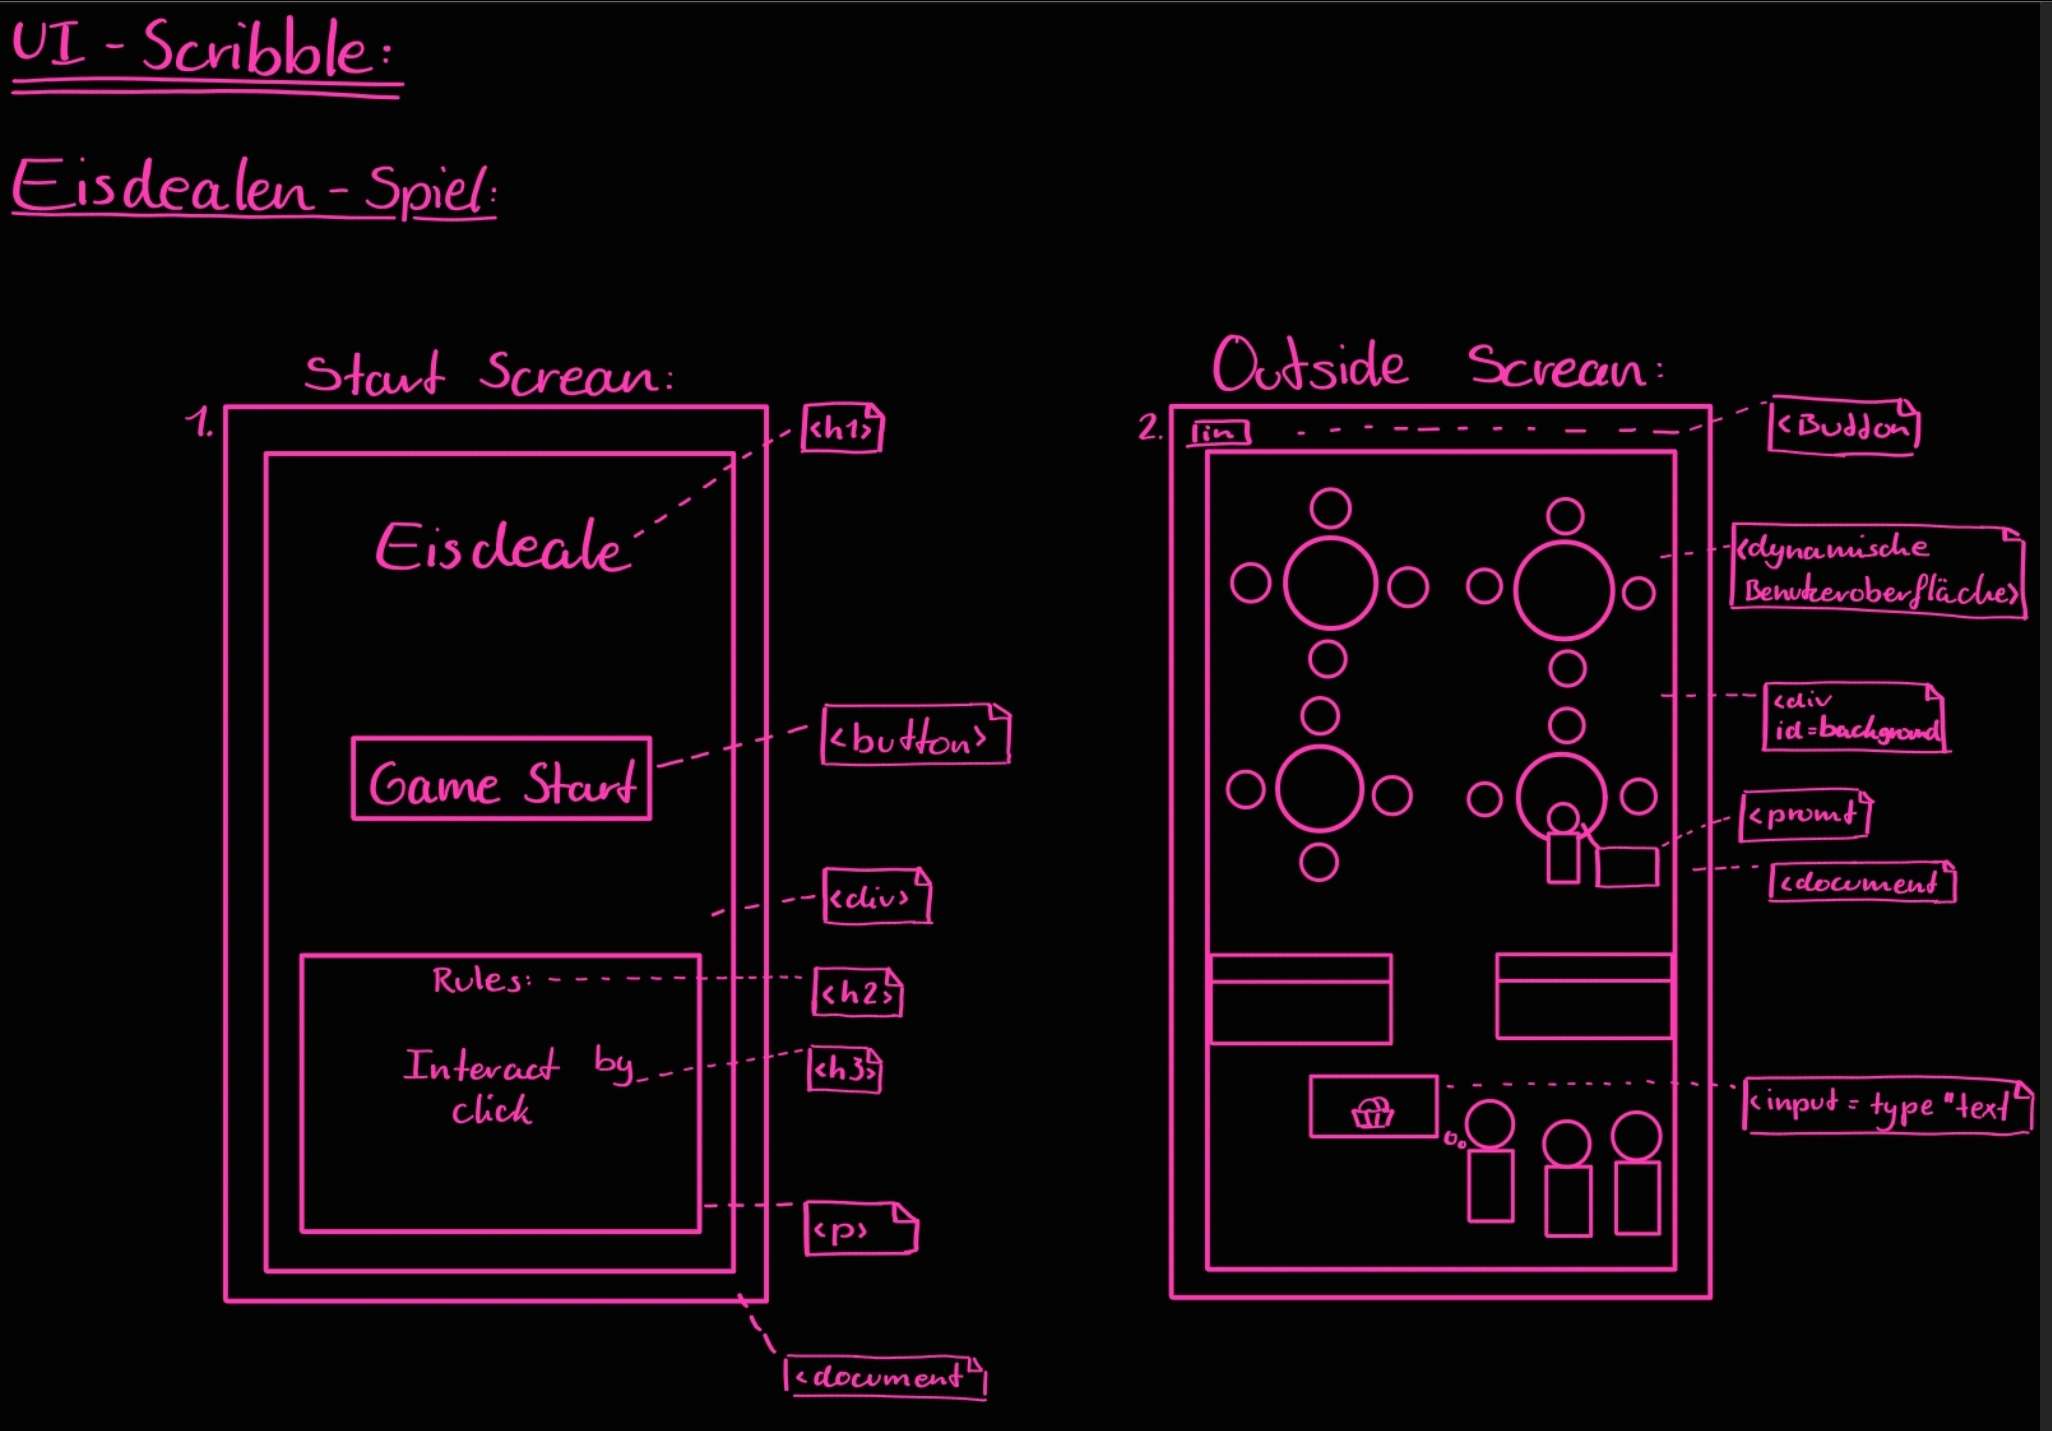 UI-Scribble:
Eisdealen-Spiel:
Start Screan:
1.
<h1>
Eisdeale
Game Start
<button>
<div>
Rules:
<h2>
Interact by
click
<h3>
<p>
<document
Outside Screan:
2.
in
<Buddon
<dynamische
Benutzeroberfläche>
<div
id=background
<promt
<document
<input = type "text